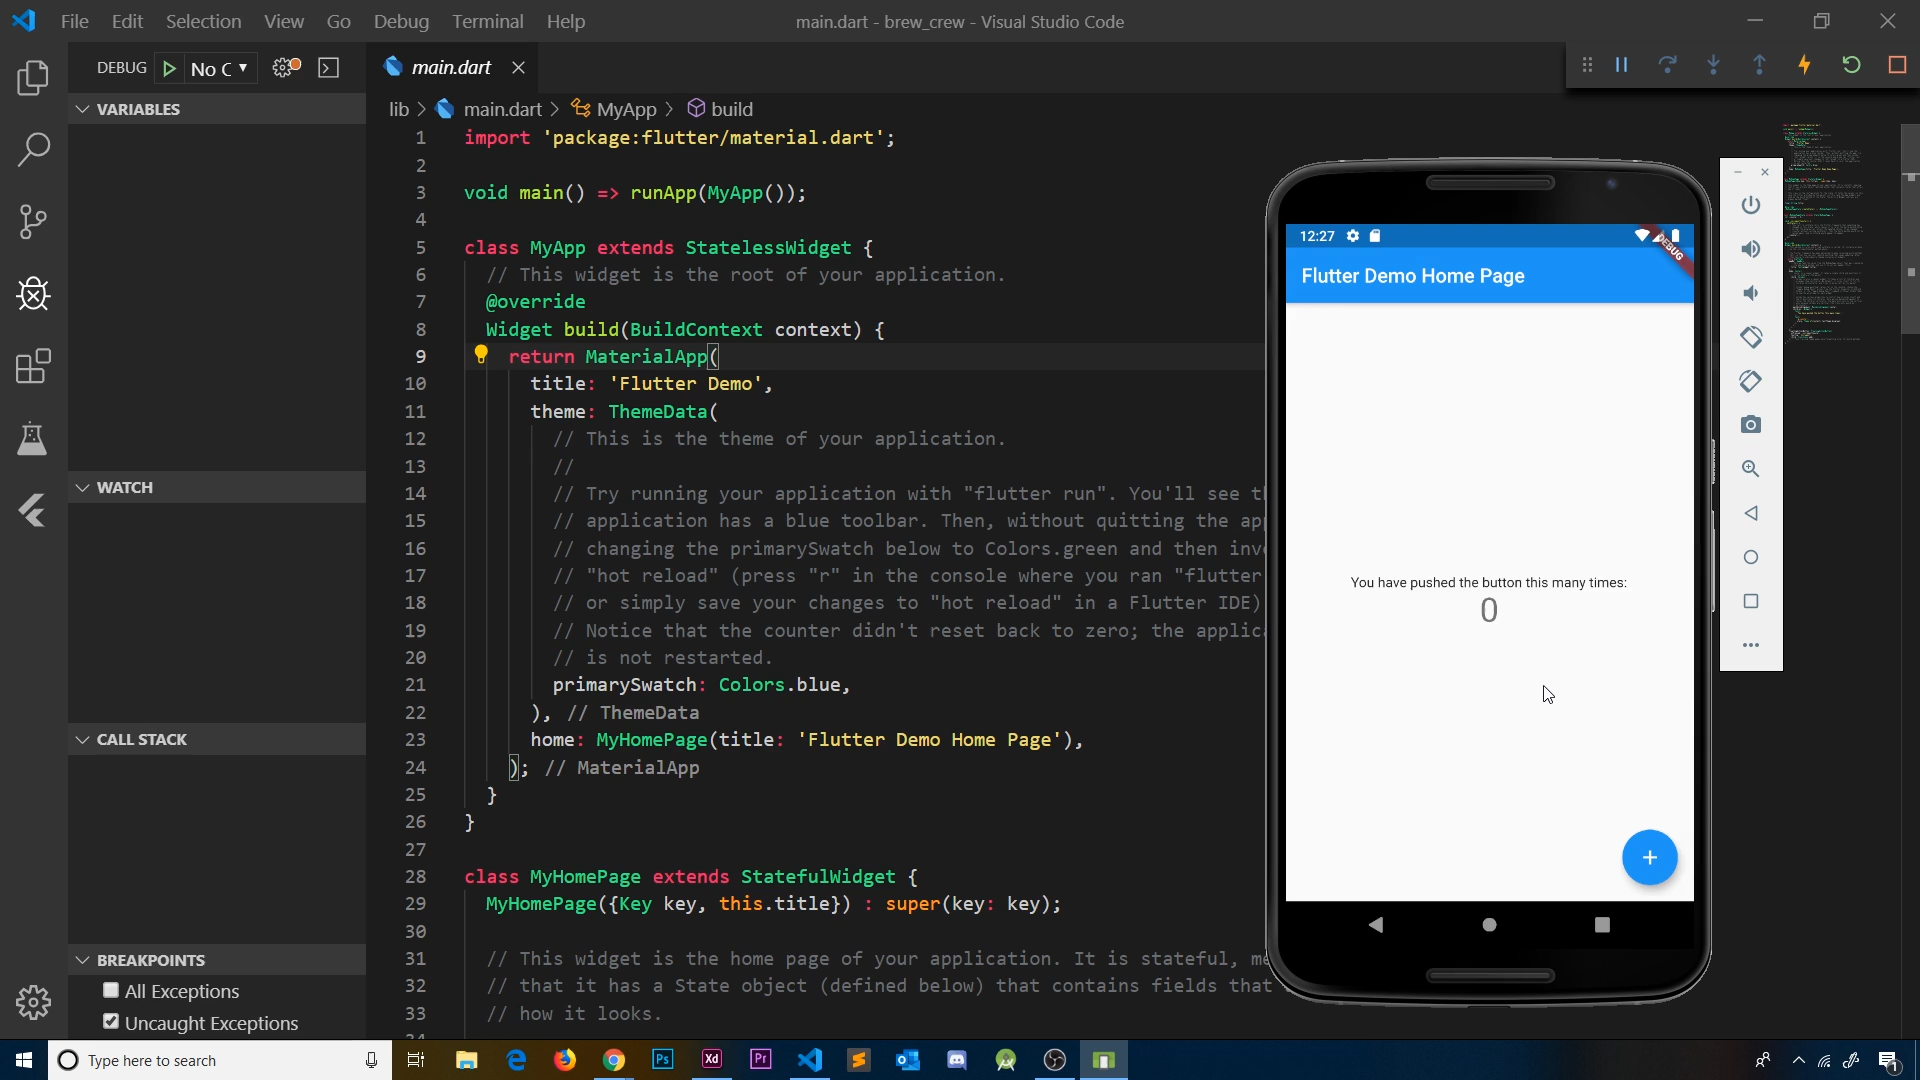 File Edit Selection View Go Debug Terminal Help
main.dart - brew_crew - Visual Studio Code
DEBUG No C
VARIABLES
WATCH
CALL STACK
BREAKPOINTS
All Exceptions
Uncaught Exceptions
main.dart
lib > main.dart > MyApp > build
1 import 'package:flutter/material.dart';
2
3 void main() => runApp(MyApp());
4
5 class MyApp extends StatelessWidget {
6 // This widget is the root of your application.
7 @override
8 Widget build(BuildContext context) {
9 return MaterialApp(
10 title: 'Flutter Demo',
11 theme: ThemeData(
12 // This is the theme of your application.
13 //
14 // Try running your application with "flutter run". You'll see t
15 // application has a blue toolbar. Then, without quitting the ap
16 // changing the primarySwatch below to Colors.green and then inv
17 // "hot reload" (press "r" in the console where you ran "flutter
18 // or simply save your changes to "hot reload" in a Flutter IDE)
19 // Notice that the counter didn't reset back to zero; the applic
20 // is not restarted.
21 primarySwatch: Colors.blue,
22 ), // ThemeData
23 home: MyHomePage(title: 'Flutter Demo Home Page'),
24 ); // MaterialApp
25 }
26 }
27
28 class MyHomePage extends StatefulWidget {
29 MyHomePage({Key key, this.title}) : super(key: key);
30
31 // This widget is the home page of your application. It is stateful, me
32 // that it has a State object (defined below) that contains fields that
33 // how it looks.
12:27
DEBUG
Flutter Demo Home Page
You have pushed the button this many times:
0
+
Type here to search
Ps
Xd
Pr
1